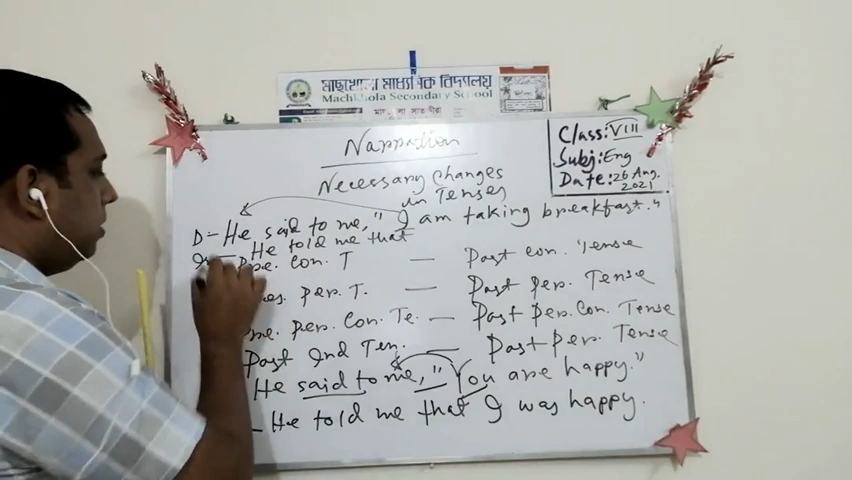 মাছখোলা মাধ্যমিক বিদ্যালয়
Machkhola Secondary School
Narration
Class: VIII
Subj: Eng
Date: 26 Aug.
2021
Necessary Changes
in Tenses
D- He said to me, " I am taking breakfast."
He told me that
Pre. Con. T — Past con. Tense
Pres. per. T. — Past per. Tense
Pre. Per. Con. Te. — Past per. Con. Tense
Past Ind Ten. — Past per. Tense
He said to me, " You are happy."
- He told me that I was happy.